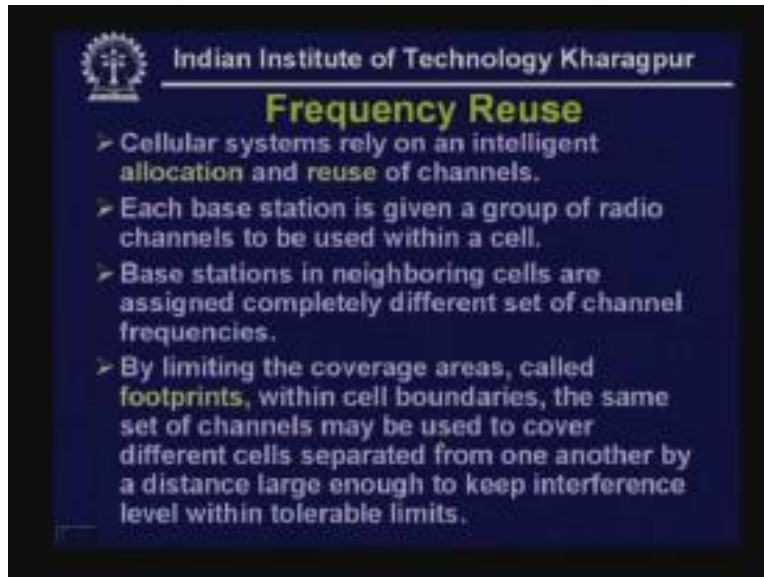 Indian Institute of Technology Kharagpur
Frequency Reuse
➢ Cellular systems rely on an intelligent
allocation and reuse of channels.
➢ Each base station is given a group of radio
channels to be used within a cell.
➢ Base stations in neighboring cells are
assigned completely different set of channel
frequencies.
➢ By limiting the coverage areas, called
footprints, within cell boundaries, the same
set of channels may be used to cover
different cells separated from one another by
a distance large enough to keep interference
level within tolerable limits.